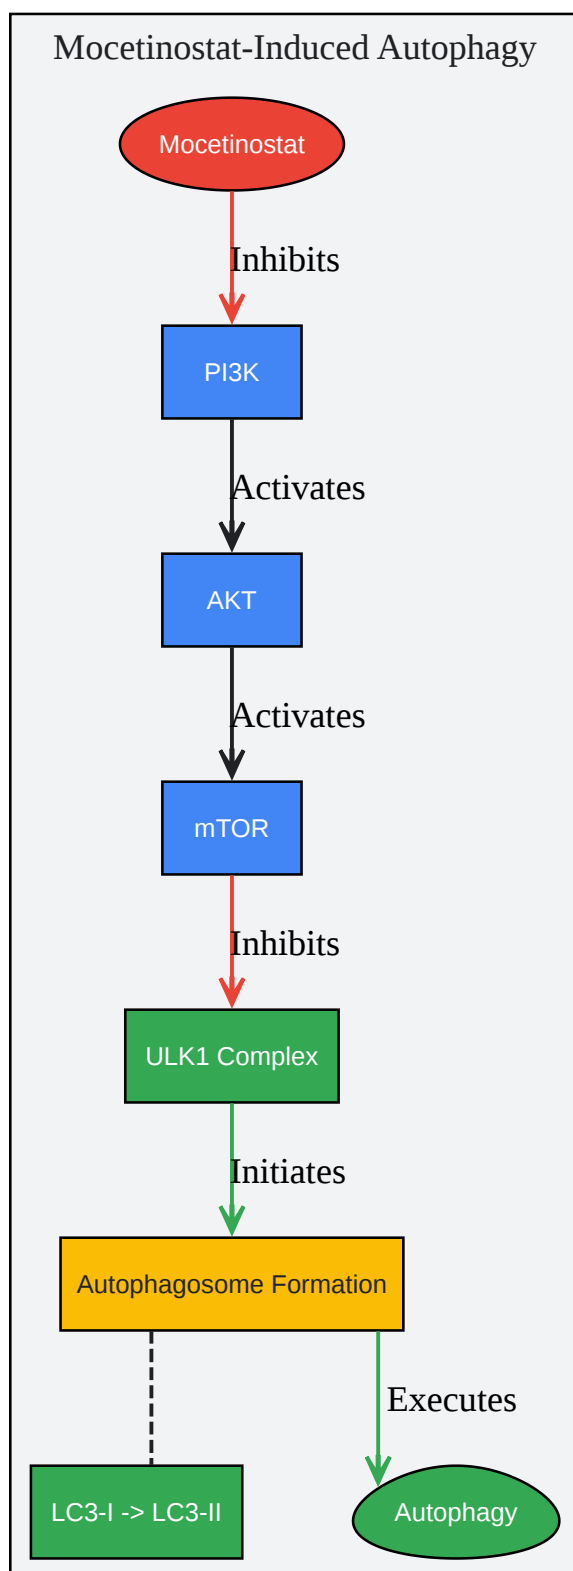 Mocetinostat-Induced Autophagy
Mocetinostat
Inhibits
PI3K
Activates
AKT
Activates
mTOR
Inhibits
ULK1 Complex
Initiates
Autophagosome Formation
Executes
LC3-I -> LC3-II
Autophagy